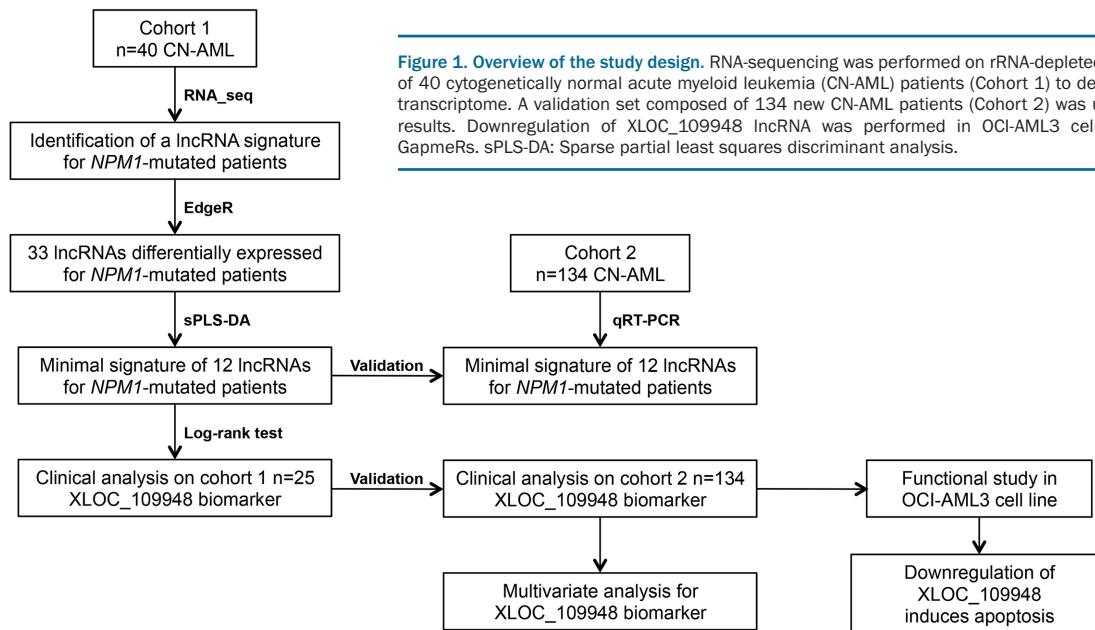 Cohort 1
n=40 CN-AML
Figure 1. Overview of the study design. RNA-sequencing was performed on rRNA-depleted
of 40 cytogenetically normal acute myeloid leukemia (CN-AML) patients (Cohort 1) to de
transcriptome. A validation set composed of 134 new CN-AML patients (Cohort 2) was u
results. Downregulation of XLOC_109948 lncRNA was performed in OCI-AML3 cell
GapmeRs. sPLS-DA: Sparse partial least squares discriminant analysis.
RNA_seq
Identification of a lncRNA signature
for NPM1-mutated patients
EdgeR
33 lncRNAs differentially expressed
for NPM1-mutated patients
Cohort 2
n=134 CN-AML
sPLS-DA
qRT-PCR
Minimal signature of 12 lncRNAs
for NPM1-mutated patients
Validation
Minimal signature of 12 lncRNAs
for NPM1-mutated patients
Log-rank test
Clinical analysis on cohort 1 n=25
XLOC_109948 biomarker
Validation
Clinical analysis on cohort 2 n=134
XLOC_109948 biomarker
Functional study in
OCI-AML3 cell line
Multivariate analysis for
XLOC_109948 biomarker
Downregulation of
XLOC_109948
induces apoptosis